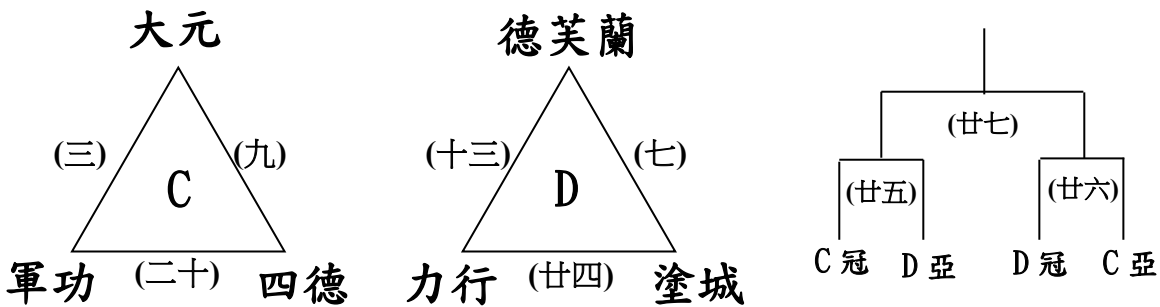 大元
(三)
(九)
C
軍功
(二十)
四德
德芙蘭
(十三)
(七)
D
力行
(廿四)
塗城
(廿七)
(廿五)
(廿六)
C冠
D亞
D冠
C亞